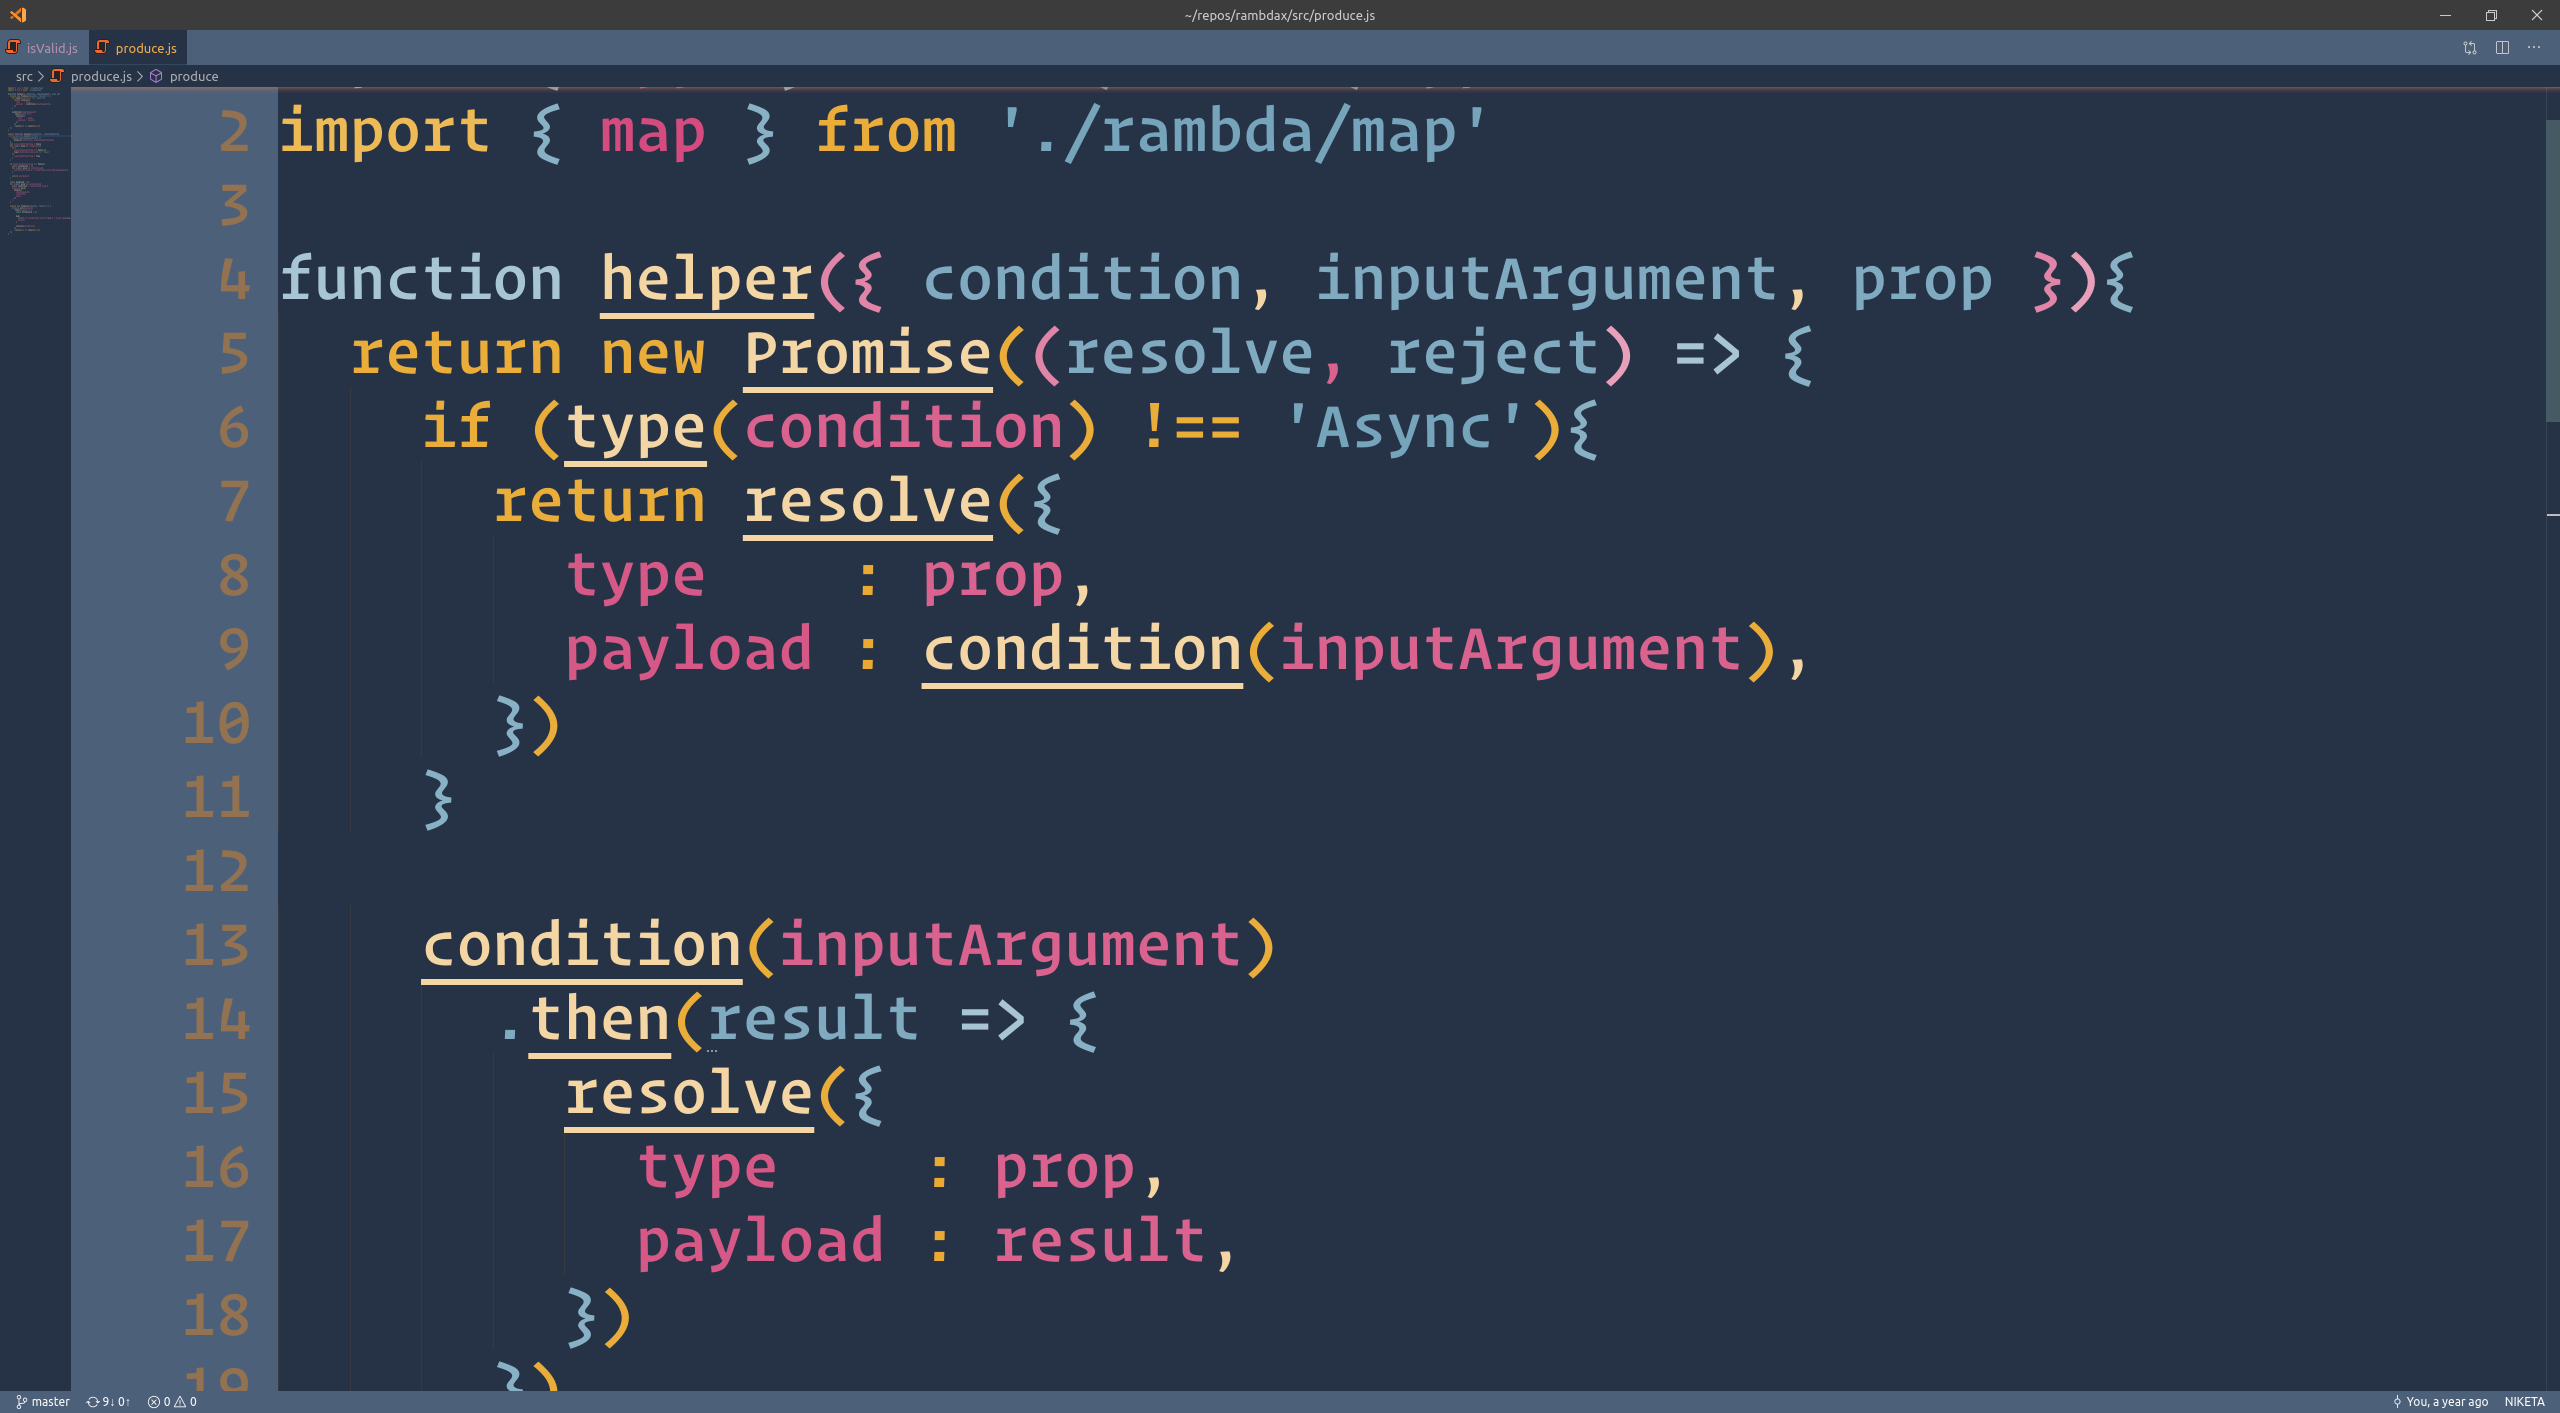 ~/repos/rambdax/src/produce.js
isValid.js produce.js
src > produce.js > produce
2 import { map } from './rambda/map'
3
4 function helper({ condition, inputArgument, prop }){
5   return new Promise((resolve, reject) => {
6     if (type(condition) !== 'Async'){
7       return resolve({
8         type    : prop,
9         payload : condition(inputArgument),
10       })
11     }
12
13     condition(inputArgument)
14       .then(result => {
15         resolve({
16           type    : prop,
17           payload : result,
18         })
19       })
master 9↓ 0↑ 0 0 You, a year ago NIKETA